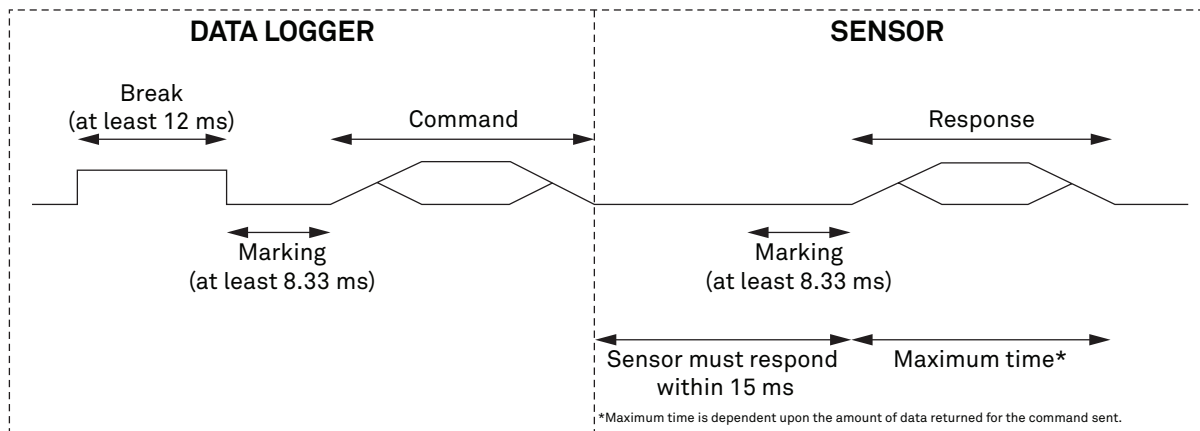 DATA LOGGER
SENSOR
Break
(at least 12 ms)
Command
Response
Marking
(at least 8.33 ms)
Marking
(at least 8.33 ms)
Sensor must respond
within 15 ms
Maximum time*
*Maximum time is dependent upon the amount of data returned for the command sent.